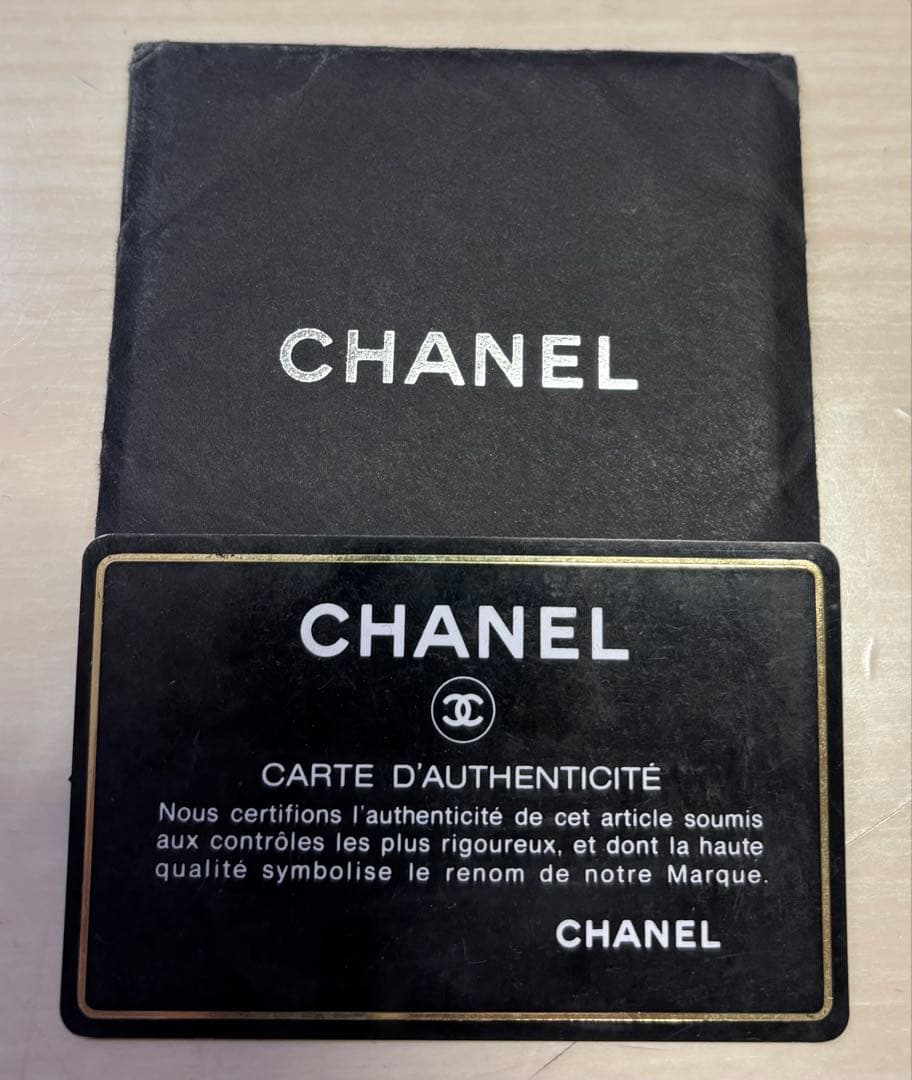 CHANEL
CHANEL
CARTE D'AUTHENTICITÉ
Nous certifions l'authenticité de cet article soumis
aux contrôles les plus rigoureux, et dont la haute
qualité symbolise le renom de notre Marque.
CHANEL